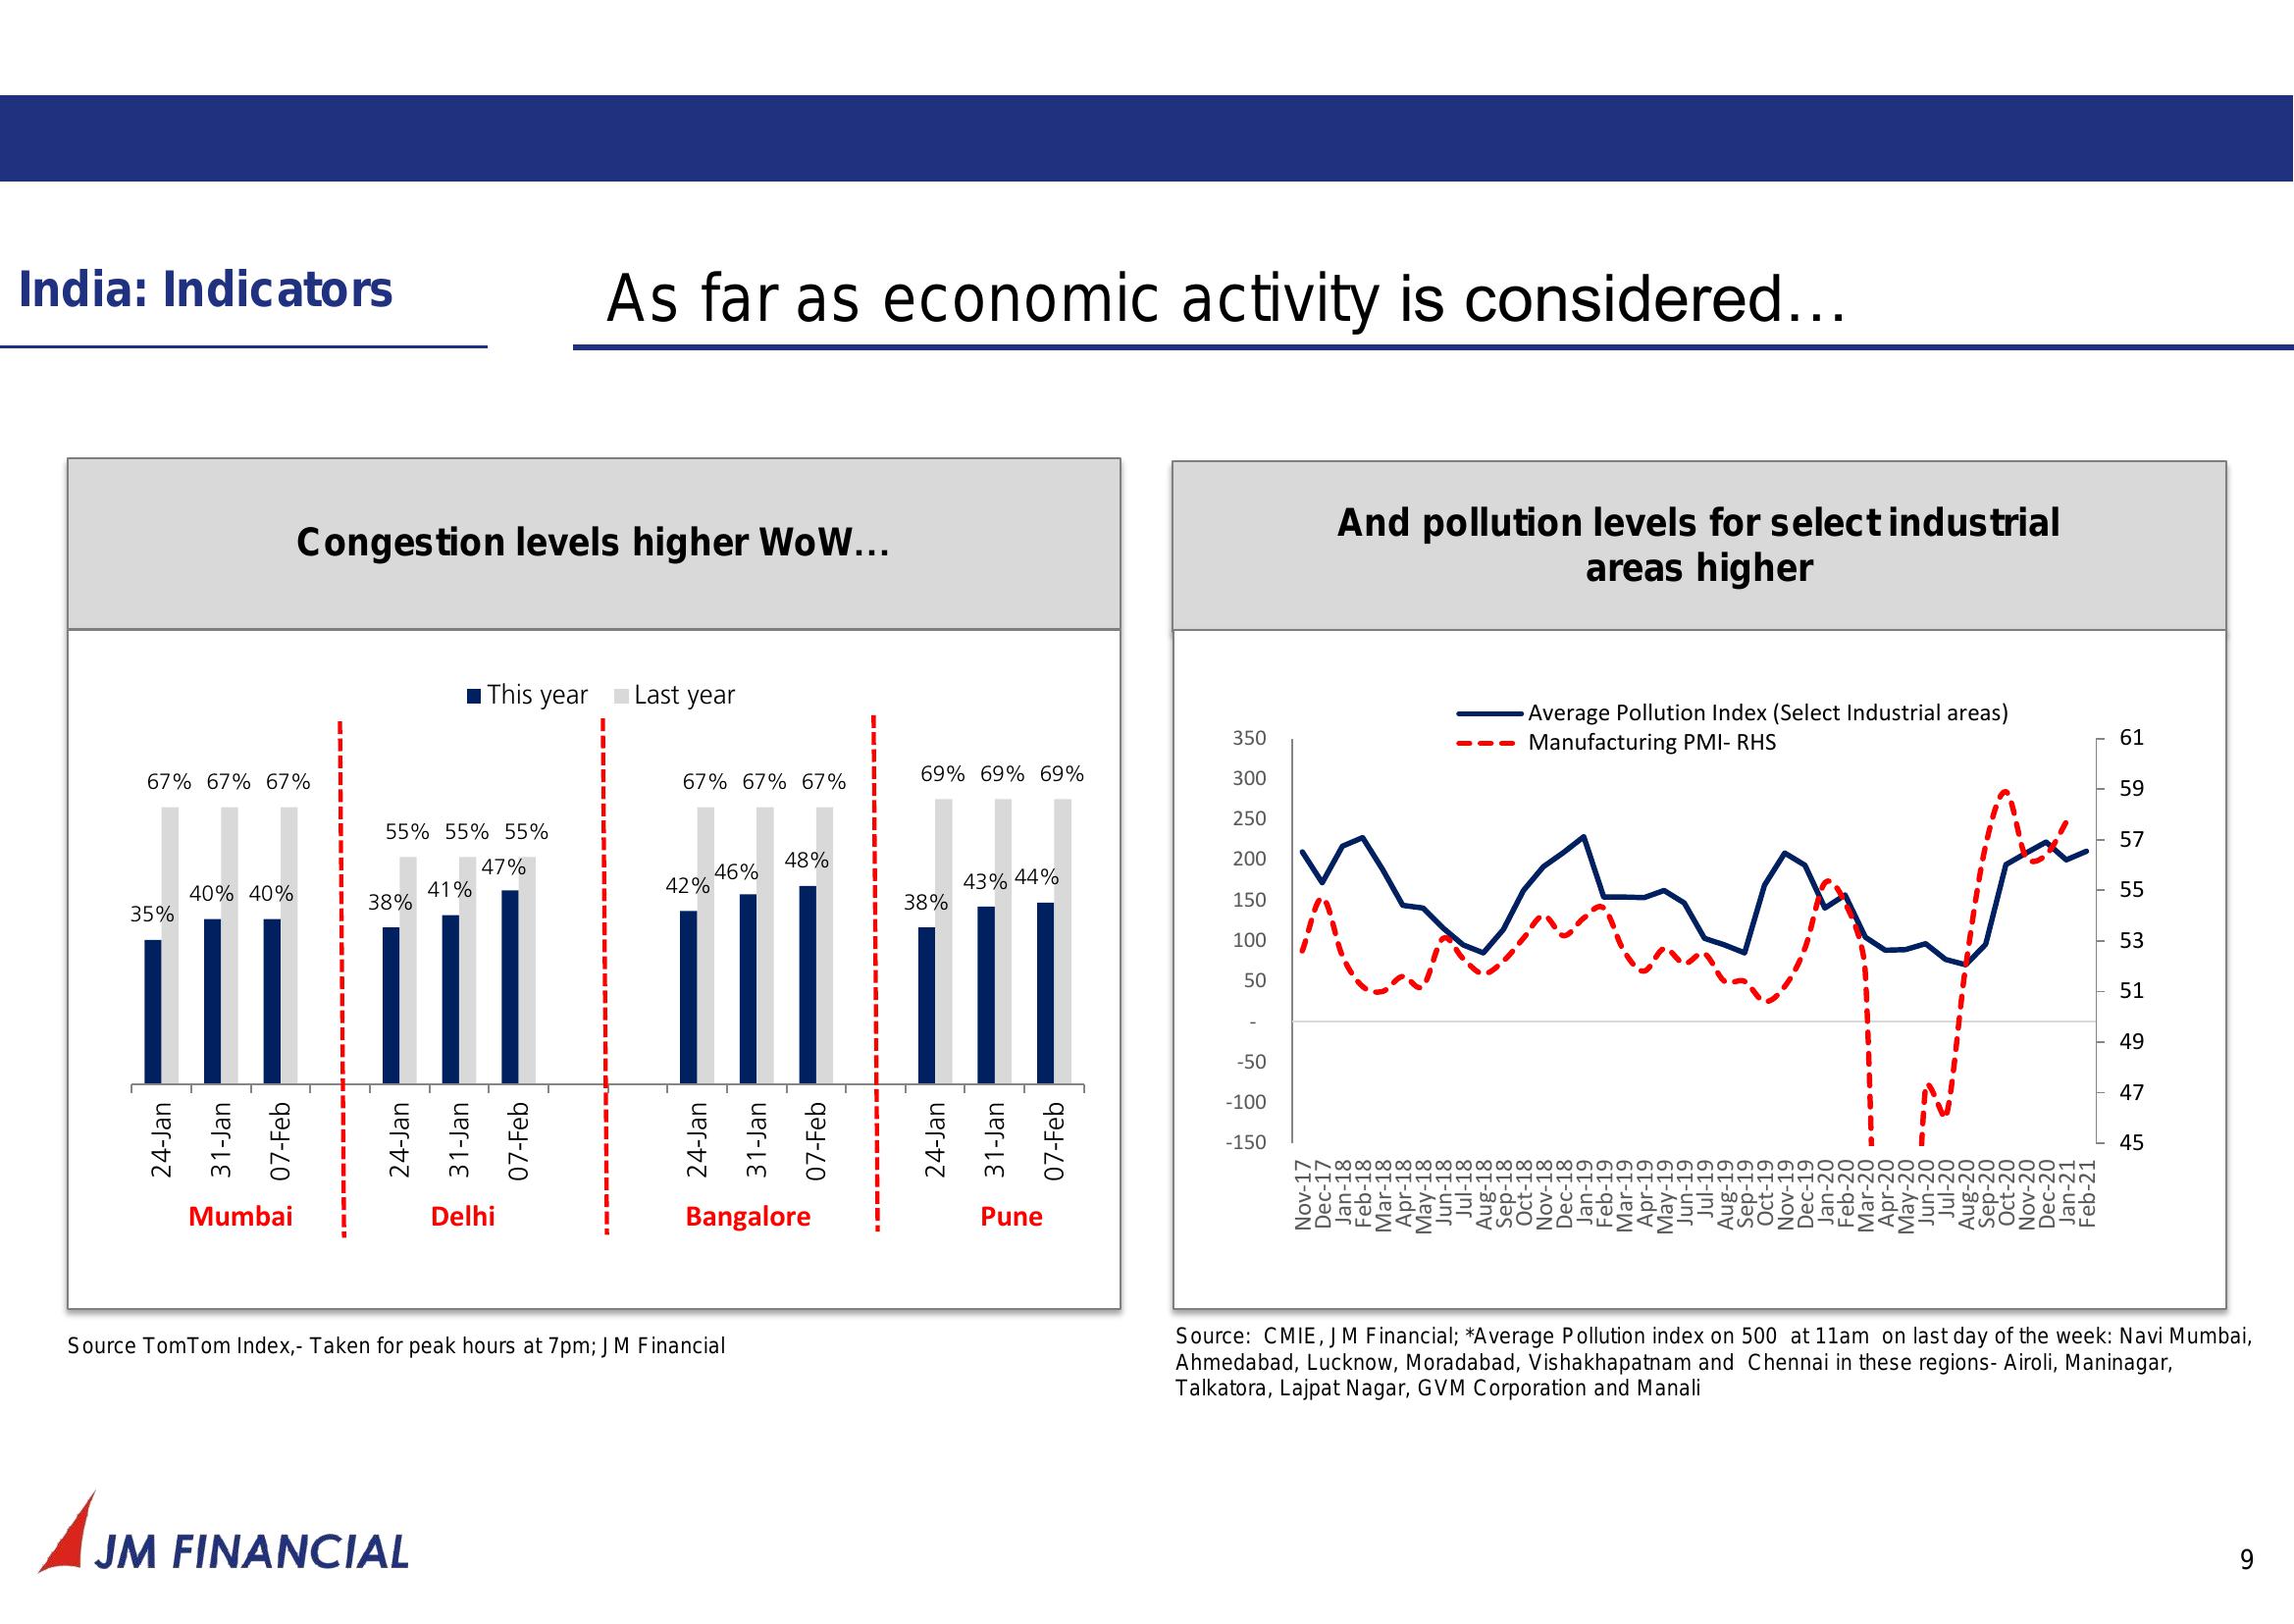 India: Indicators
As far as economic activity is considered…
Congestion levels higher WoW…
This year
Last year
67% 67% 67%
55% 55% 55%
67% 67% 67%
69% 69% 69%
35% 40% 40%
38% 41% 47%
42% 46% 48%
38% 43% 44%
24-Jan
31-Jan
07-Feb
24-Jan
31-Jan
07-Feb
24-Jan
31-Jan
07-Feb
24-Jan
31-Jan
07-Feb
Mumbai
Delhi
Bangalore
Pune
Source TomTom Index,- Taken for peak hours at 7pm; JM Financial
And pollution levels for select industrial
areas higher
Average Pollution Index (Select Industrial areas)
Manufacturing PMI- RHS
350
300
250
200
150
100
50
-
-50
-100
-150
61
59
57
55
53
51
49
47
45
Nov-17
Dec-17
Jan-18
Feb-18
Mar-18
Apr-18
May-18
Jun-18
Jul-18
Aug-18
Sep-18
Oct-18
Nov-18
Dec-18
Jan-19
Feb-19
Mar-19
Apr-19
May-19
Jun-19
Jul-19
Aug-19
Sep-19
Oct-19
Nov-19
Dec-19
Jan-20
Feb-20
Mar-20
Apr-20
May-20
Jun-20
Jul-20
Aug-20
Sep-20
Oct-20
Nov-20
Dec-20
Jan-21
Feb-21
Source: CMIE, JM Financial; *Average Pollution index on 500 at 11am on last day of the week: Navi Mumbai,
Ahmedabad, Lucknow, Moradabad, Vishakhapatnam and Chennai in these regions- Airoli, Maninagar,
Talkatora, Lajpat Nagar, GVM Corporation and Manali
JM FINANCIAL
9